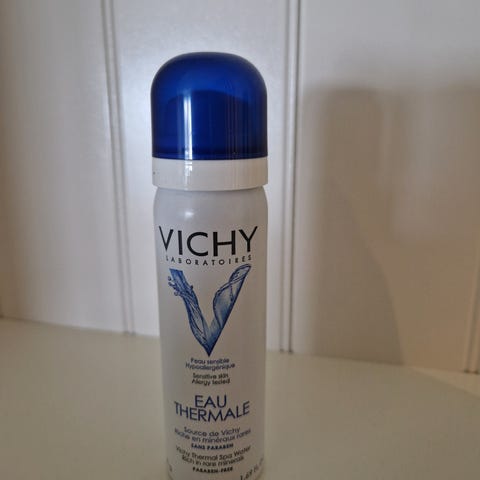 VICHY
LABORATOIRES
Peau sensible
Hypoallergénique
Sensitive skin
Allergy tested
EAU
THERMALE
Source de Vichy
Riche en minéraux rares
SANS PARABEN
Vichy Thermal Spa Water
Rich in rare minerals
PARABEN-FREE